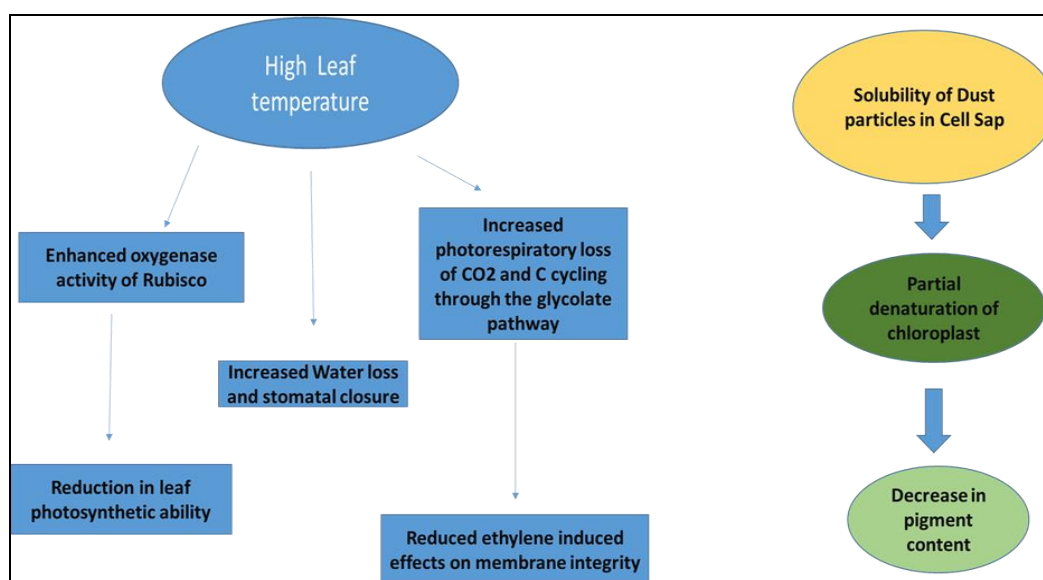 High Leaf
temperature
Solubility of Dust
particles in Cell Sap
Enhanced oxygenase
activity of Rubisco
Increased
photorespiratory loss
of CO2 and C cycling
through the glycolate
pathway
Partial
denaturation of
chloroplast
Increased Water loss
and stomatal closure
Reduction in leaf
photosynthetic ability
Reduced ethylene induced
effects on membrane integrity
Decrease in
pigment
content